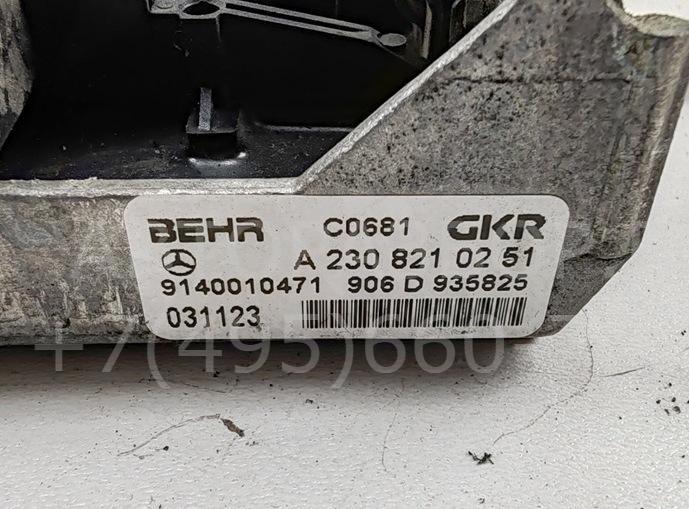 BEHR C0681 GKR
A 230 821 02 51
9140010471 906 D 935825
031123
+7(495)660